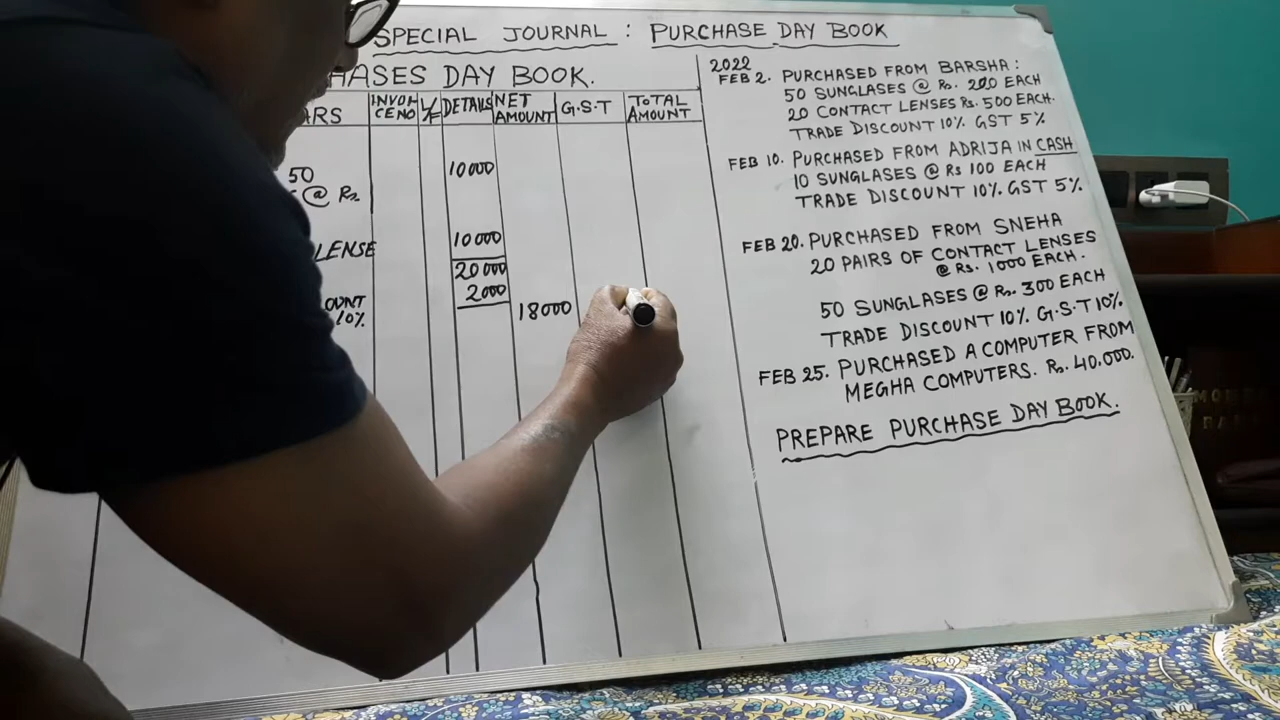 SPECIAL JOURNAL : PURCHASE DAY BOOK
HASES DAY BOOK.
ARS
INVOI
CE NO
L/F
DETAILS
NET
AMOUNT
G.S.T
TOTAL
AMOUNT
50
@ Rs.
10000
LENSE
10000
20000
OUNT
10%.
2000
18000
2022
FEB 2. PURCHASED FROM BARSHA :
50 SUNGLASES @ Rs. 200 EACH
20 CONTACT LENSES Rs. 500 EACH.
TRADE DISCOUNT 10% GST 5%
FEB 10. PURCHASED FROM ADRIJA IN CASH
10 SUNGLASES @ Rs 100 EACH
TRADE DISCOUNT 10%. GST 5%
FEB 20. PURCHASED FROM SNEHA
20 PAIRS OF CONTACT LENSES
@ Rs. 1000 EACH.
50 SUNGLASES @ Rs. 300 EACH
TRADE DISCOUNT 10% G.S.T 10%.
FEB 25. PURCHASED A COMPUTER FROM
MEGHA COMPUTERS. Rs. 40.000.
PREPARE PURCHASE DAY BOOK.